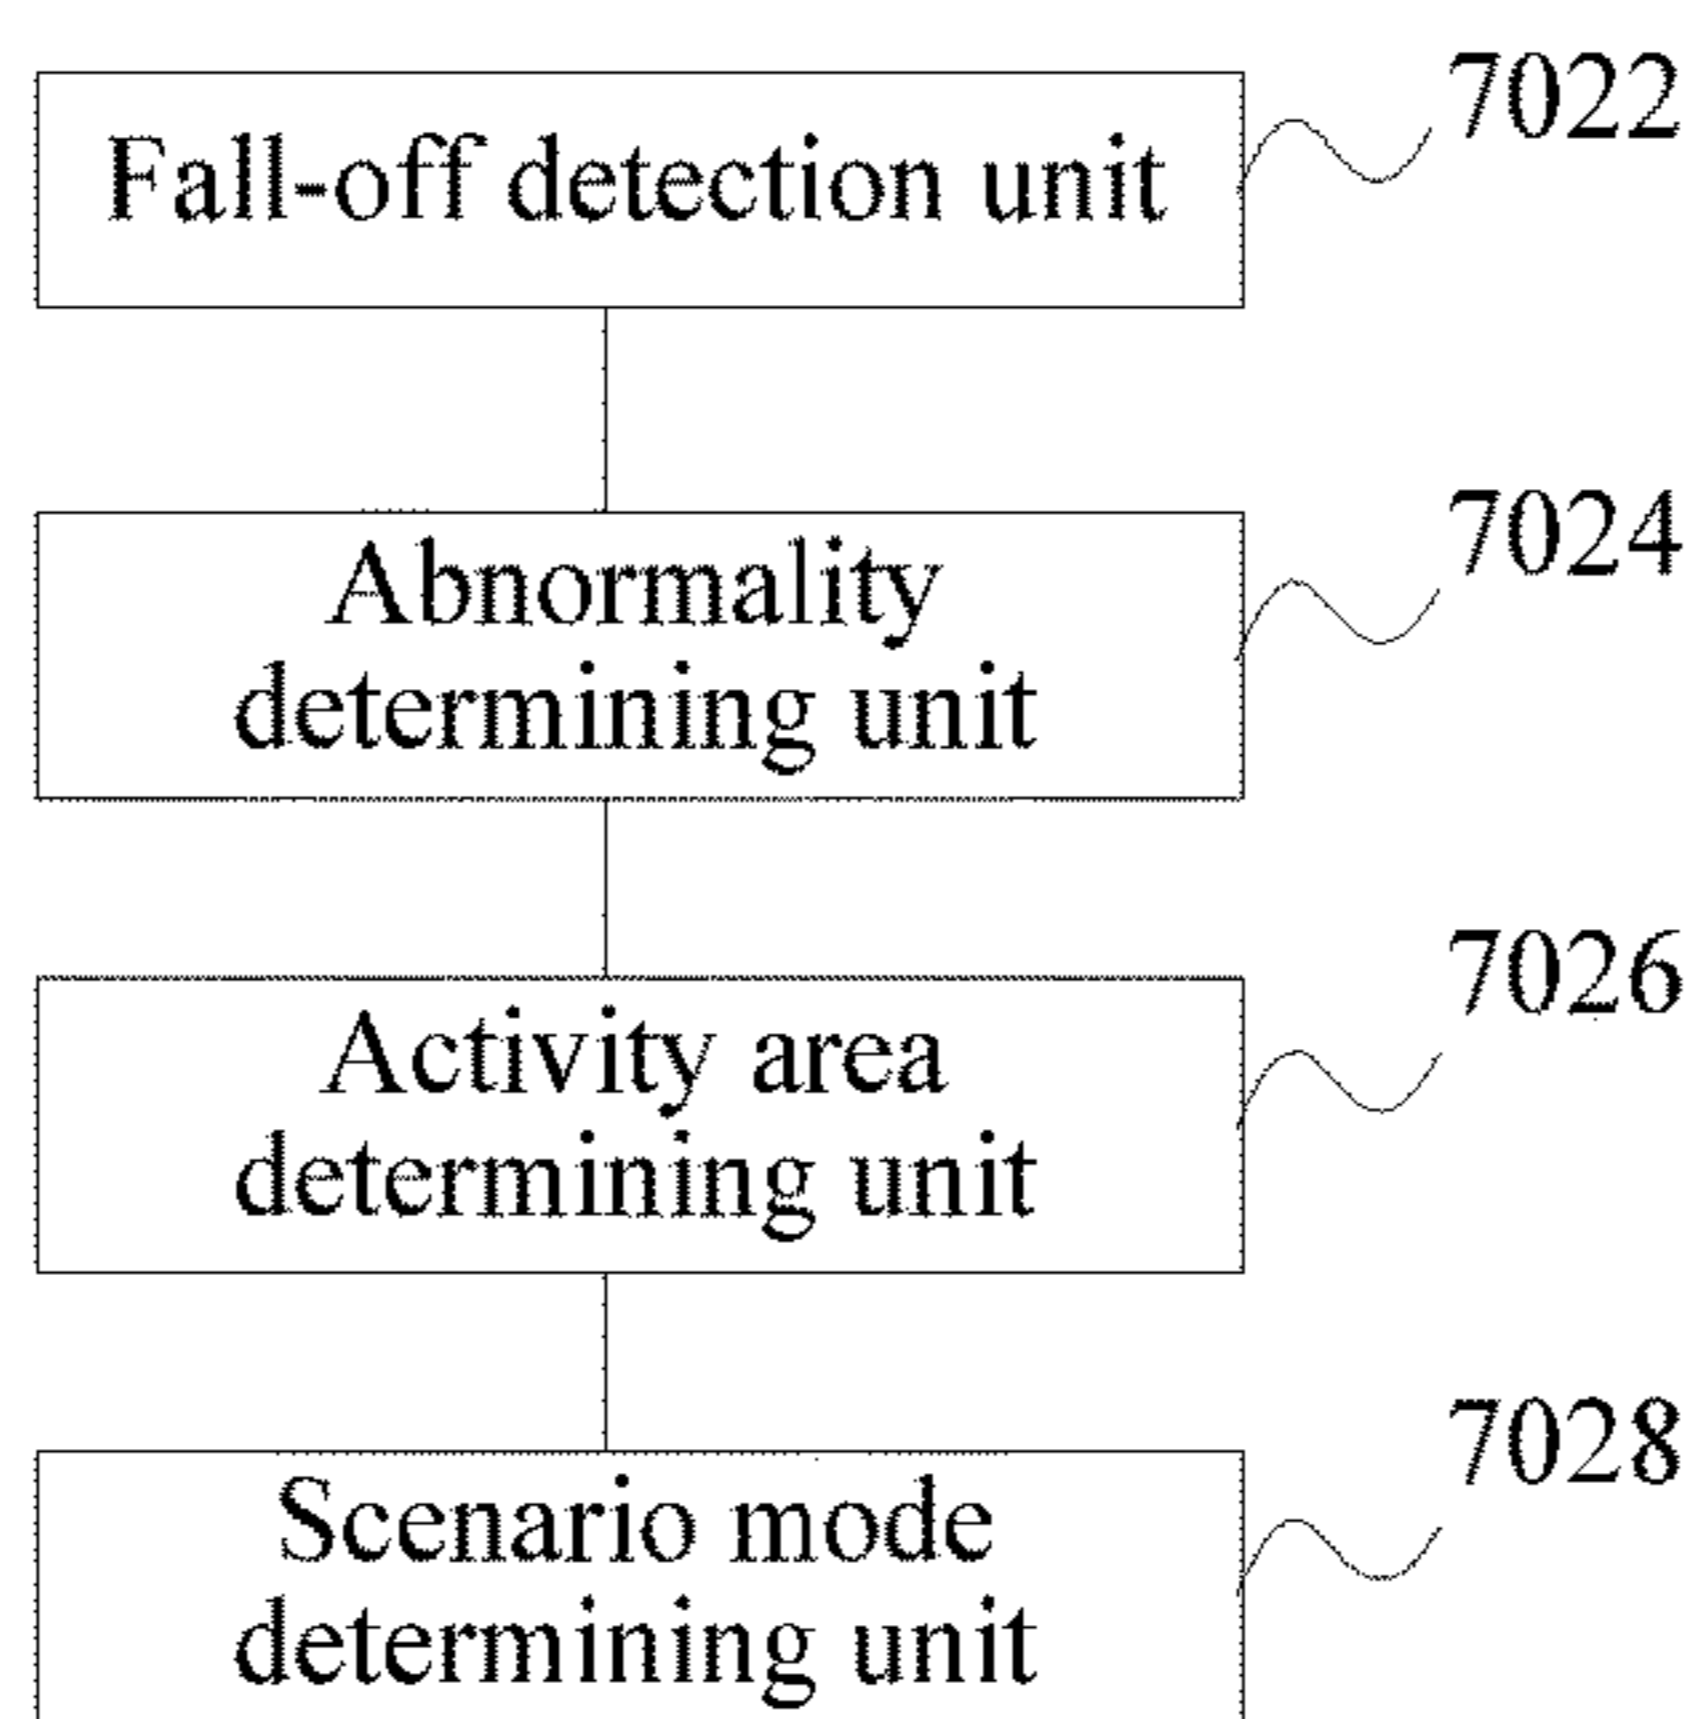 Fall-off detection unit
7022
Abnormality
determining unit
7024
Activity area
determining unit
7026
Scenario mode
determining unit
7028